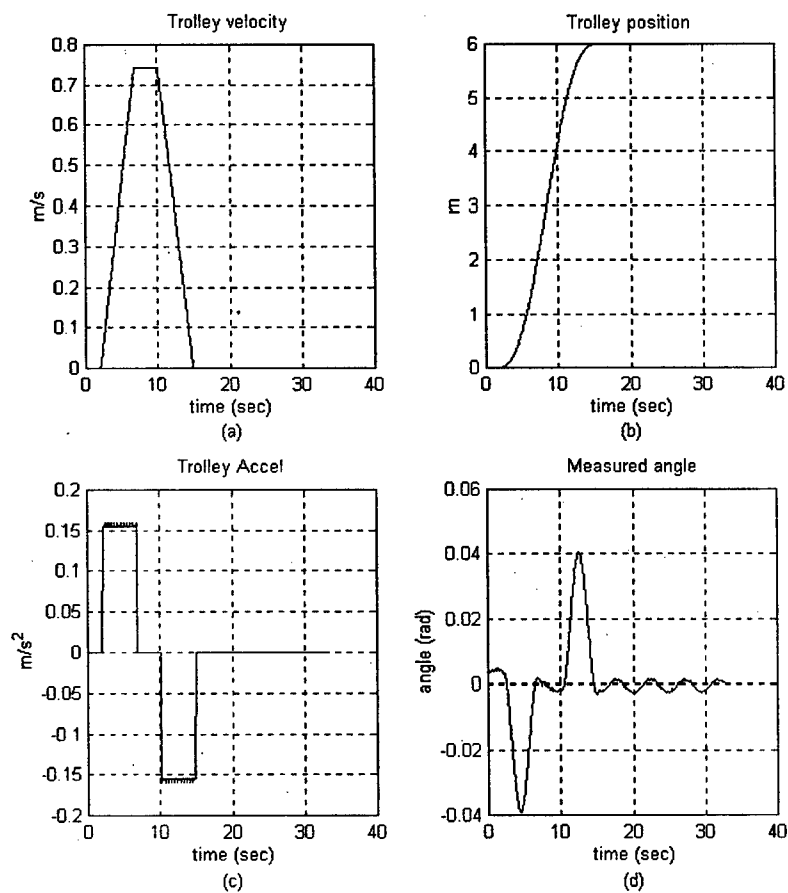 Trolley velocity
0.8
0.7
0.6
0.5
0.4
0.3
0.2
0.1
0
m/s
0 10 20 30 40
time (sec)
(a)
Trolley position
6
5
4
3
2
1
0
m
0 10 20 30 40
time (sec)
(b)
Trolley Accel
0.2
0.15
0.1
0.05
0
-0.05
-0.1
-0.15
-0.2
m/s²
0 10 20 30 40
time (sec)
(c)
Measured angle
0.06
0.04
0.02
0
-0.02
-0.04
angle (rad)
0 10 20 30 40
time (sec)
(d)